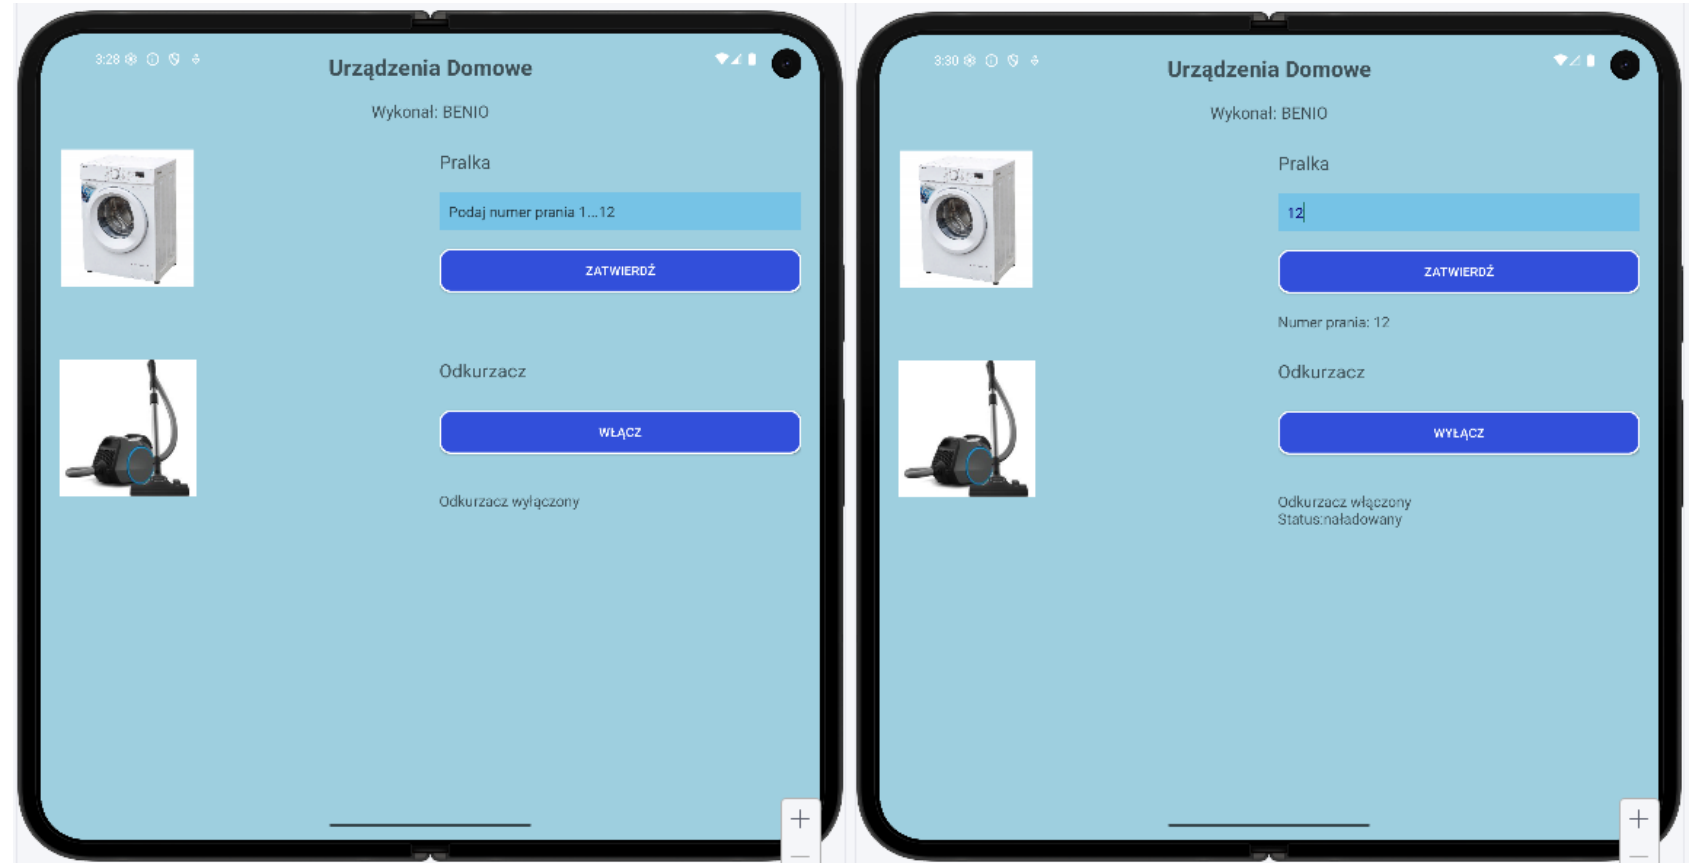 3:28
Urządzenia Domowe
Wykonał: BENIO
Pralka
Podaj numer prania 1...12
ZATWIERDŹ
Odkurzacz
WŁĄCZ
Odkurzacz wyłączony
3:30
Urządzenia Domowe
Wykonał: BENIO
Pralka
12
ZATWIERDŹ
Numer prania: 12
Odkurzacz
WYŁĄCZ
Odkurzacz włączony
Status:naładowany